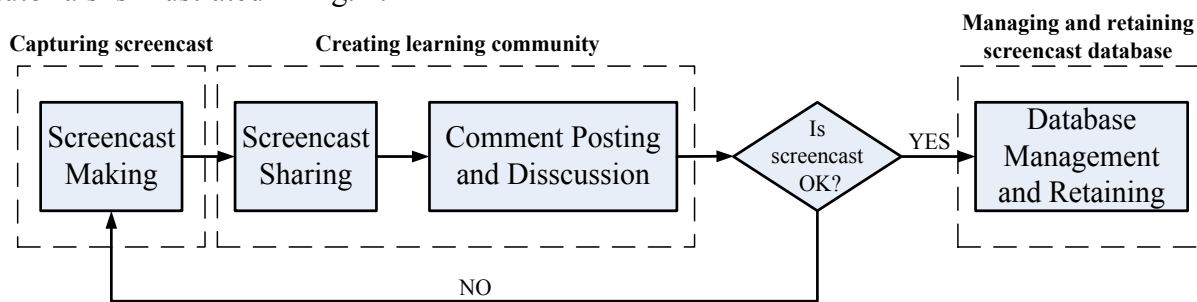 Capturing screencast
Creating learning community
Managing and retaining
screencast database
Screencast
Making
Screencast
Sharing
Comment Posting
and Disscussion
Is
screencast
OK?
YES
Database
Management
and Retaining
NO